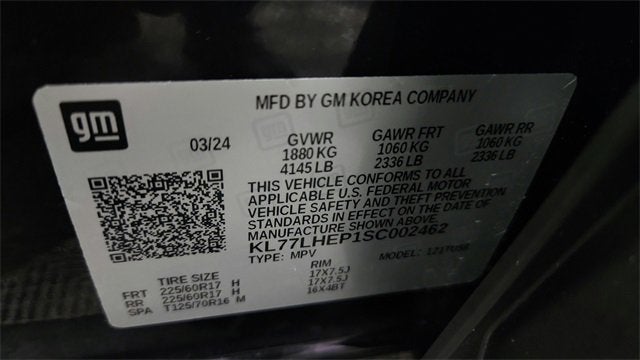 gm
MFD BY GM KOREA COMPANY
03/24
GVWR GAWR FRT GAWR RR
1880 KG 1060 KG 1060 KG
4145 LB 2336 LB 2336 LB
THIS VEHICLE CONFORMS TO ALL
APPLICABLE U.S. FEDERAL MOTOR
VEHICLE SAFETY AND THEFT PREVENTION
STANDARDS IN EFFECT ON THE DATE OF
MANUFACTURE SHOWN ABOVE.
KL77LHEP1SC002462
TYPE: MPV MODEL: 1Z1TU58
TIRE SIZE RIM
FRT 225/60R17 H 17X7.5J
RR 225/60R17 H 17X7.5J
SPA T125/70R16 M 16X4BT